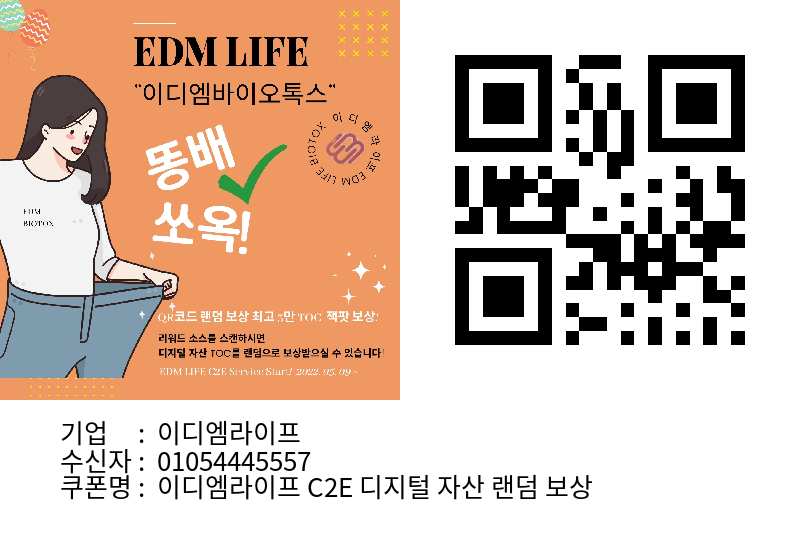 EDM LIFE
"이디엠바이오톡스"
이디엠라이프 EDM LIFE BIOTOX
똥배
쏘옥!
EDM
BIOTOX
QR코드 랜덤 보상 최고 5만 TOC 잭팟 보상!
리워드 소스를 스캔하시면
디지털 자산 TOC를 랜덤으로 보상받으실 수 있습니다!
EDM LIFE C2E Service Start! 2022. 05. 09 ~
기업 : 이디엠라이프
수신자 : 01054445557
쿠폰명 : 이디엠라이프 C2E 디지털 자산 랜덤 보상